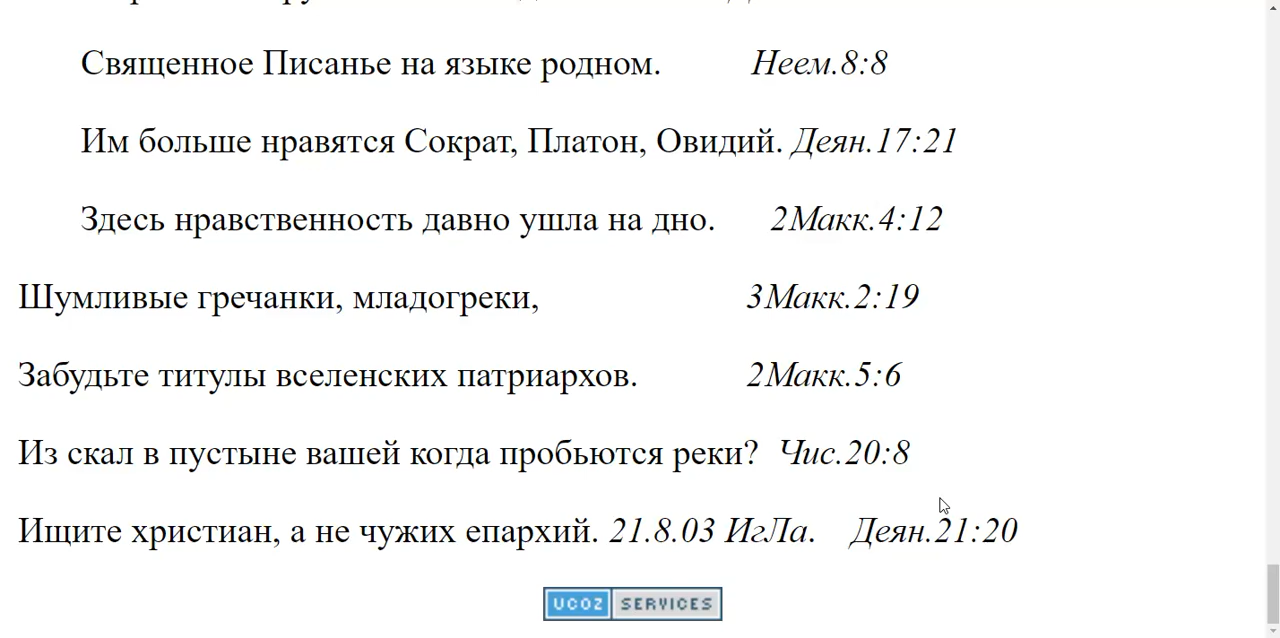 Священное Писанье на языке родном. Неем.8:8
Им больше нравятся Сократ, Платон, Овидий. Деян.17:21
Здесь нравственность давно ушла на дно. 2Макк.4:12
Шумливые гречанки, младогреки, 3Макк.2:19
Забудьте титулы вселенских патриархов. 2Макк.5:6
Из скал в пустыне вашей когда пробьются реки? Чис.20:8
Ищите христиан, а не чужих епархий. 21.8.03 ИгЛа. Деян.21:20
UCOZ SERVICES